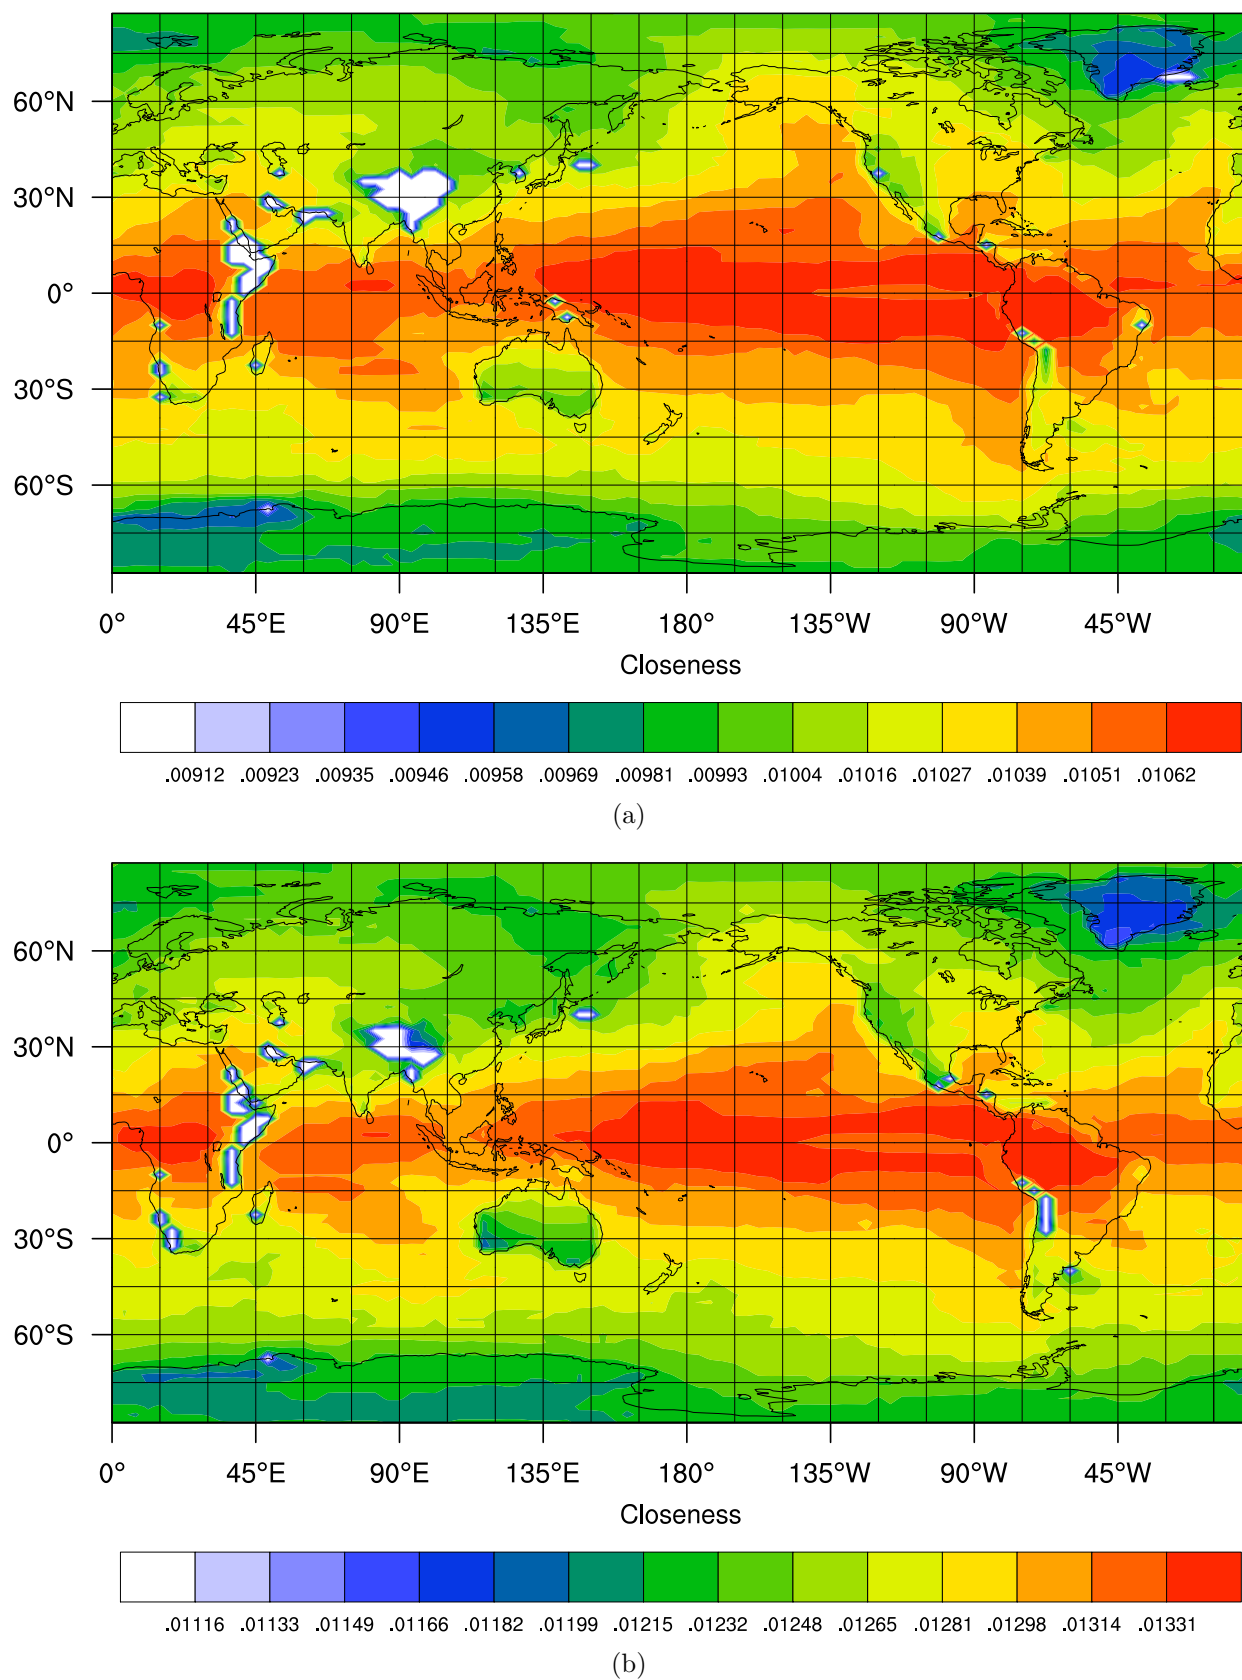 60°N
30°N
0°
30°S
60°S
0° 45°E 90°E 135°E 180° 135°W 90°W 45°W
Closeness
.00912 .00923 .00935 .00946 .00958 .00969 .00981 .00993 .01004 .01016 .01027 .01039 .01051 .01062
(a)
60°N
30°N
0°
30°S
60°S
0° 45°E 90°E 135°E 180° 135°W 90°W 45°W
Closeness
.01116 .01133 .01149 .01166 .01182 .01199 .01215 .01232 .01248 .01265 .01281 .01298 .01314 .01331
(b)